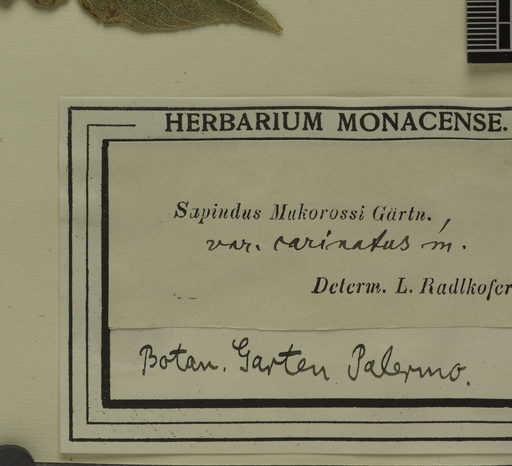 HERBARIUM MONACENSE.
Sapindus Mukorossi Gärtn.
var. carinatus m.
Determ. L. Radlkofer
Botan. Garten Palermo.